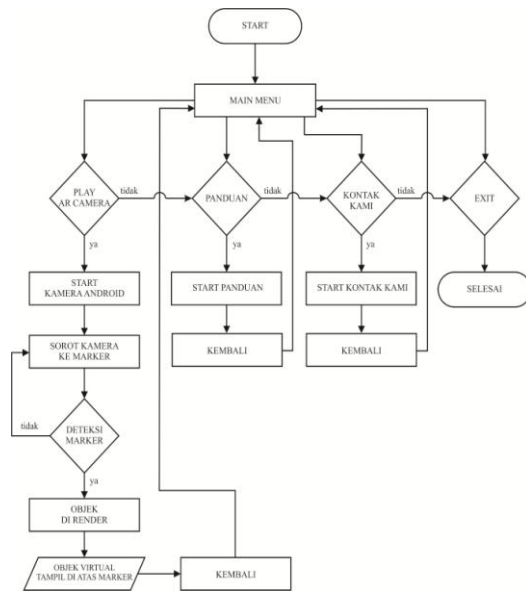 START
MAIN MENU
PLAY
AR CAMERA
tidak
PANDUAN
tidak
KONTAK
KAMI
tidak
EXIT
ya
ya
ya
START
KAMERA ANDROID
START PANDUAN
START KONTAK KAMI
SELESAI
SOROT KAMERA
KE MARKER
KEMBALI
KEMBALI
tidak
DETEKSI
MARKER
ya
OBJEK
DI RENDER
OBJEK VIRTUAL
TAMPIL DI ATAS MARKER
KEMBALI